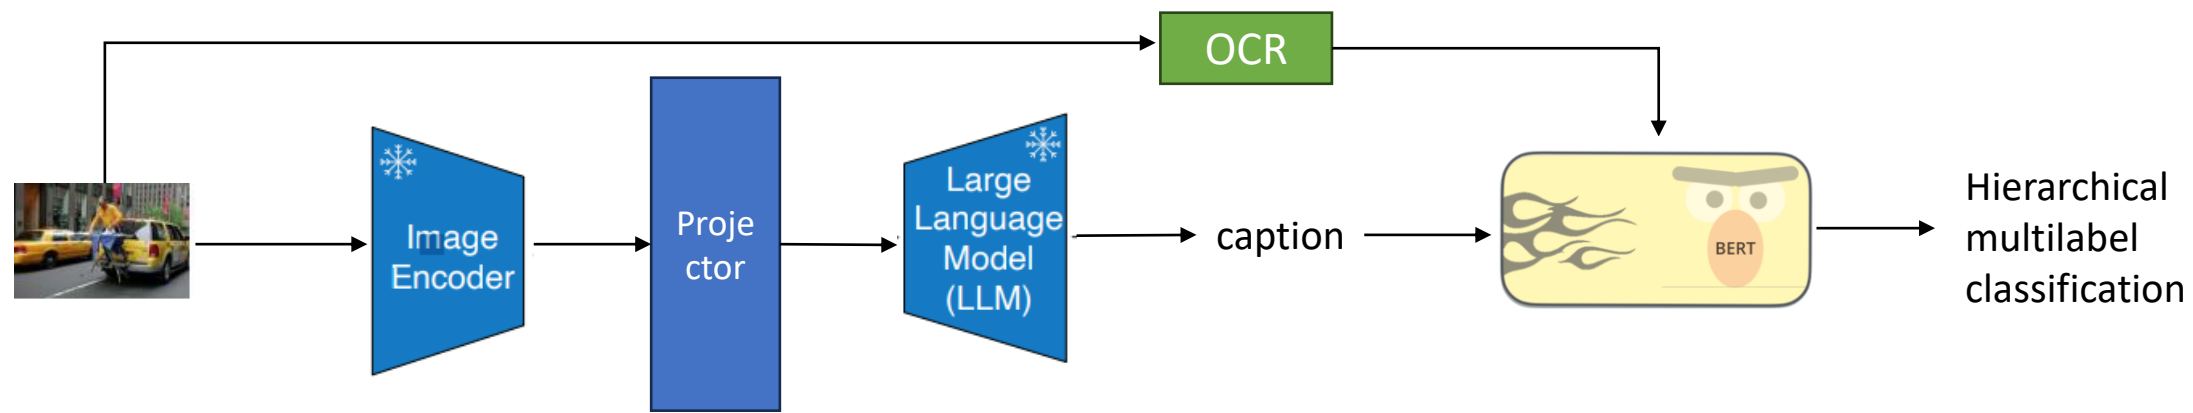 OCR
Image
Encoder
Proje
ctor
Large
Language
Model
(LLM)
caption
BERT
Hierarchical
multilabel
classification